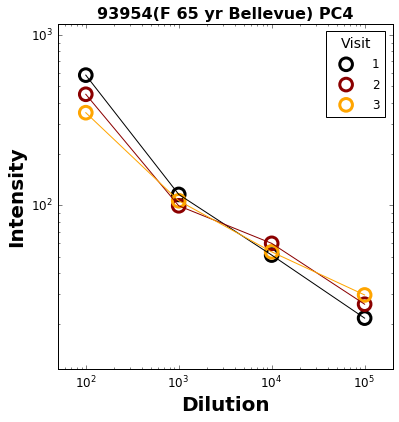 93954(F 65 yr Bellevue) PC4
10³
10²
Intensity
Visit
1
2
3
10² 10³ 10⁴ 10⁵
Dilution